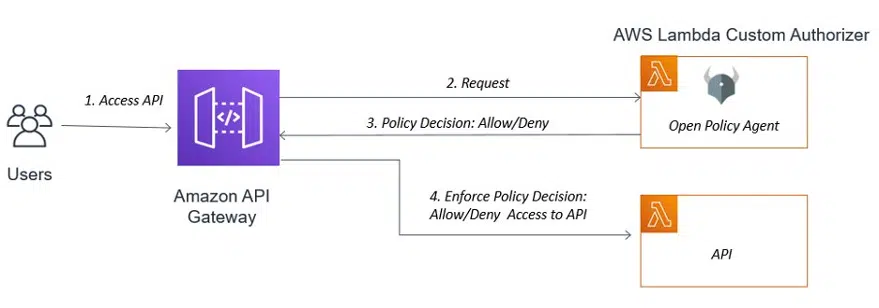 AWS Lambda Custom Authorizer
1. Access API
2. Request
3. Policy Decision: Allow/Deny
Open Policy Agent
Users
Amazon API
Gateway
4. Enforce Policy Decision:
Allow/Deny Access to API
API